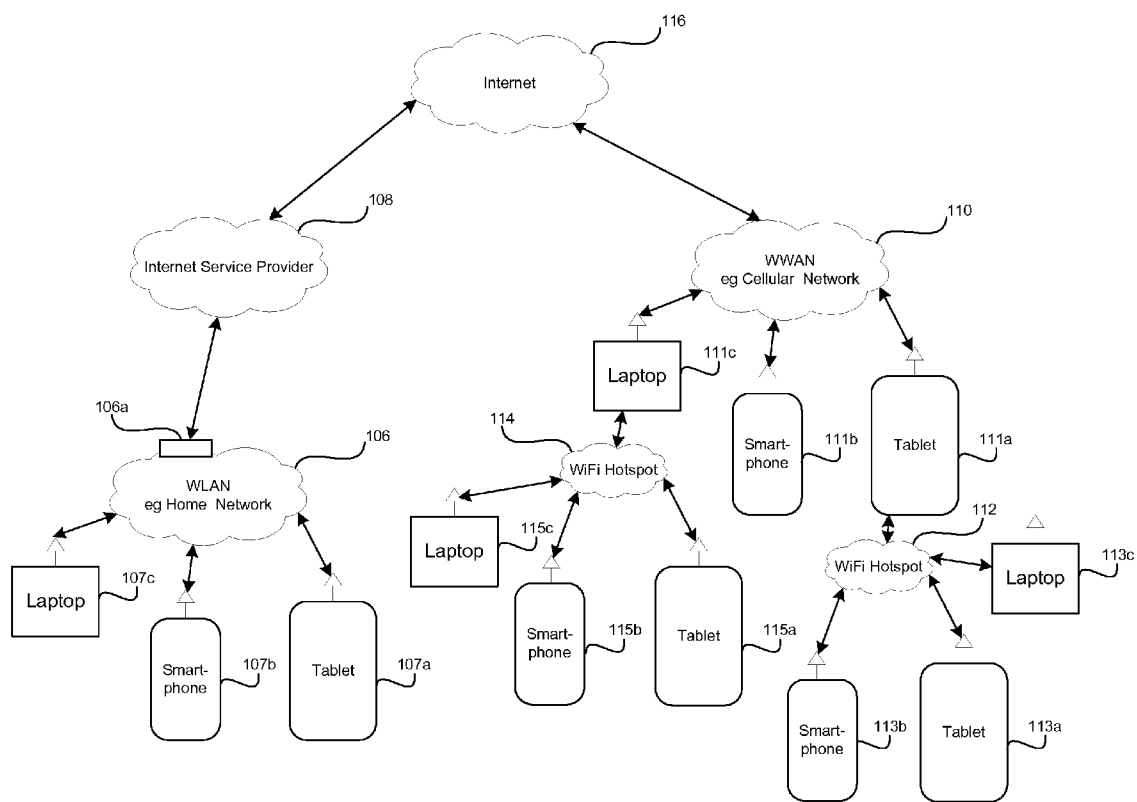 116
Internet
108
Internet Service Provider
110
WWAN
eg Cellular Network
Laptop
111c
106a
106
114
Smart-
phone
111b
Tablet
111a
WLAN
eg Home Network
WiFi Hotspot
112
Laptop
115c
WiFi Hotspot
Laptop
113c
Laptop
107c
Smart-
phone
115b
Tablet
115a
Smart-
phone
107b
Tablet
107a
Smart-
phone
113b
Tablet
113a